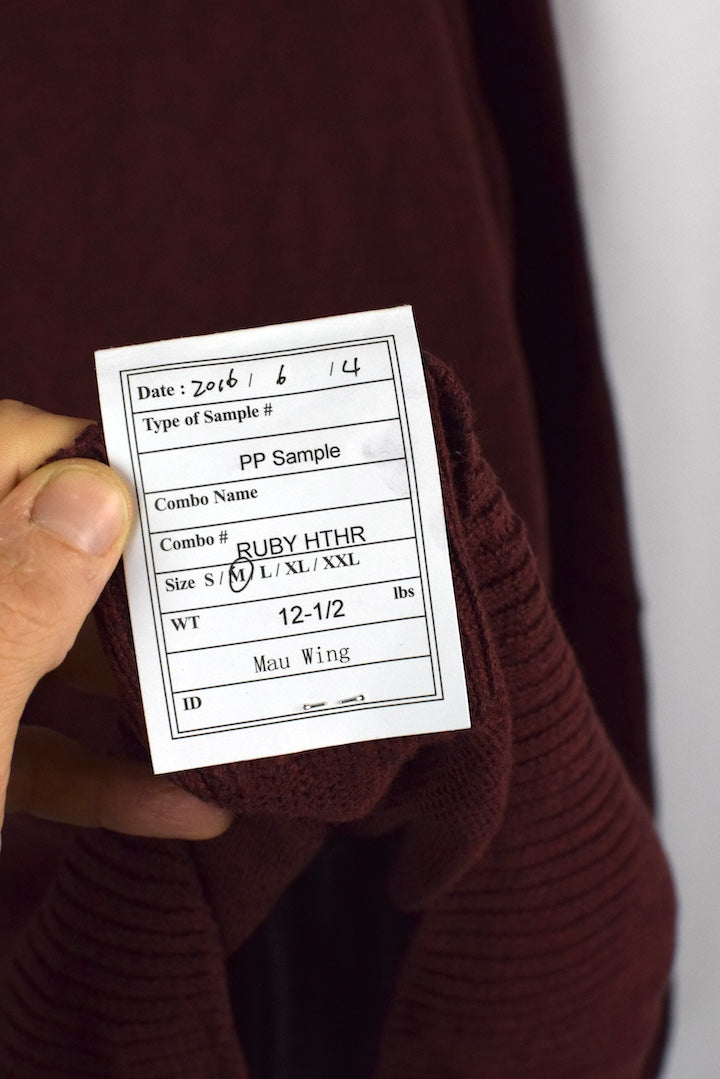 Date : 2016 / 6 / 4
Type of Sample #
PP Sample
Combo Name
Combo #
RUBY HTHR
Size S / M / L / XL / XXL
WT 12-1/2 lbs
Mau Wing
ID